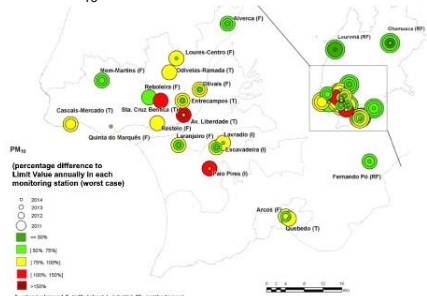 10
Alverca (F)
Lourinhã (RF)
Chamusca (RF)
Loures-Centro (F)
Mem-Martins (F)
Odivelas-Ramada (T)
Reboleira (F)
Olivais (F)
Entrecampos (T)
Cascais-Mercado (T)
Sta. Cruz Benfica (T)
Av. Liberdade (T)
Quinta do Marquês (F)
Restelo (F)
Lavradio (I)
Laranjeiro (F)
Escavadeira (I)
PM10
(percentage difference to
Limit Value annually in each
monitoring station (worst case)
Fernando Pó (RF)
Paio Pires (I)
2014
2013
2012
2011
<= 50%
] 50%, 75%]
] 75%, 100%]
] 100%, 150%]
>150%
Arcos (F)
Quebedo (T)